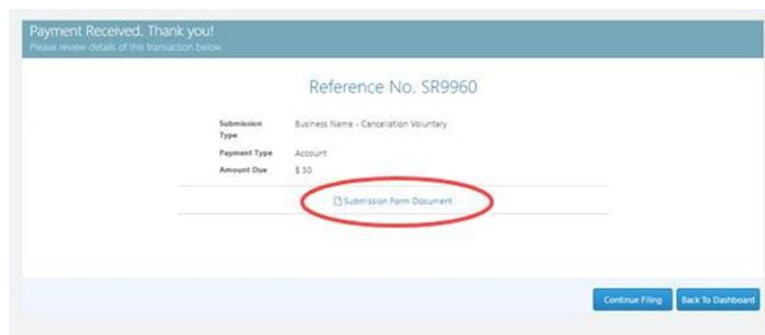 Payment Received. Thank you!
Please review details of this transaction below.
Reference No. SR9960
Submission Type Business Name - Cancellation Voluntary
Payment Type Account
Amount Due $ 30
Submission Form Document
Continue Filing Back To Dashboard